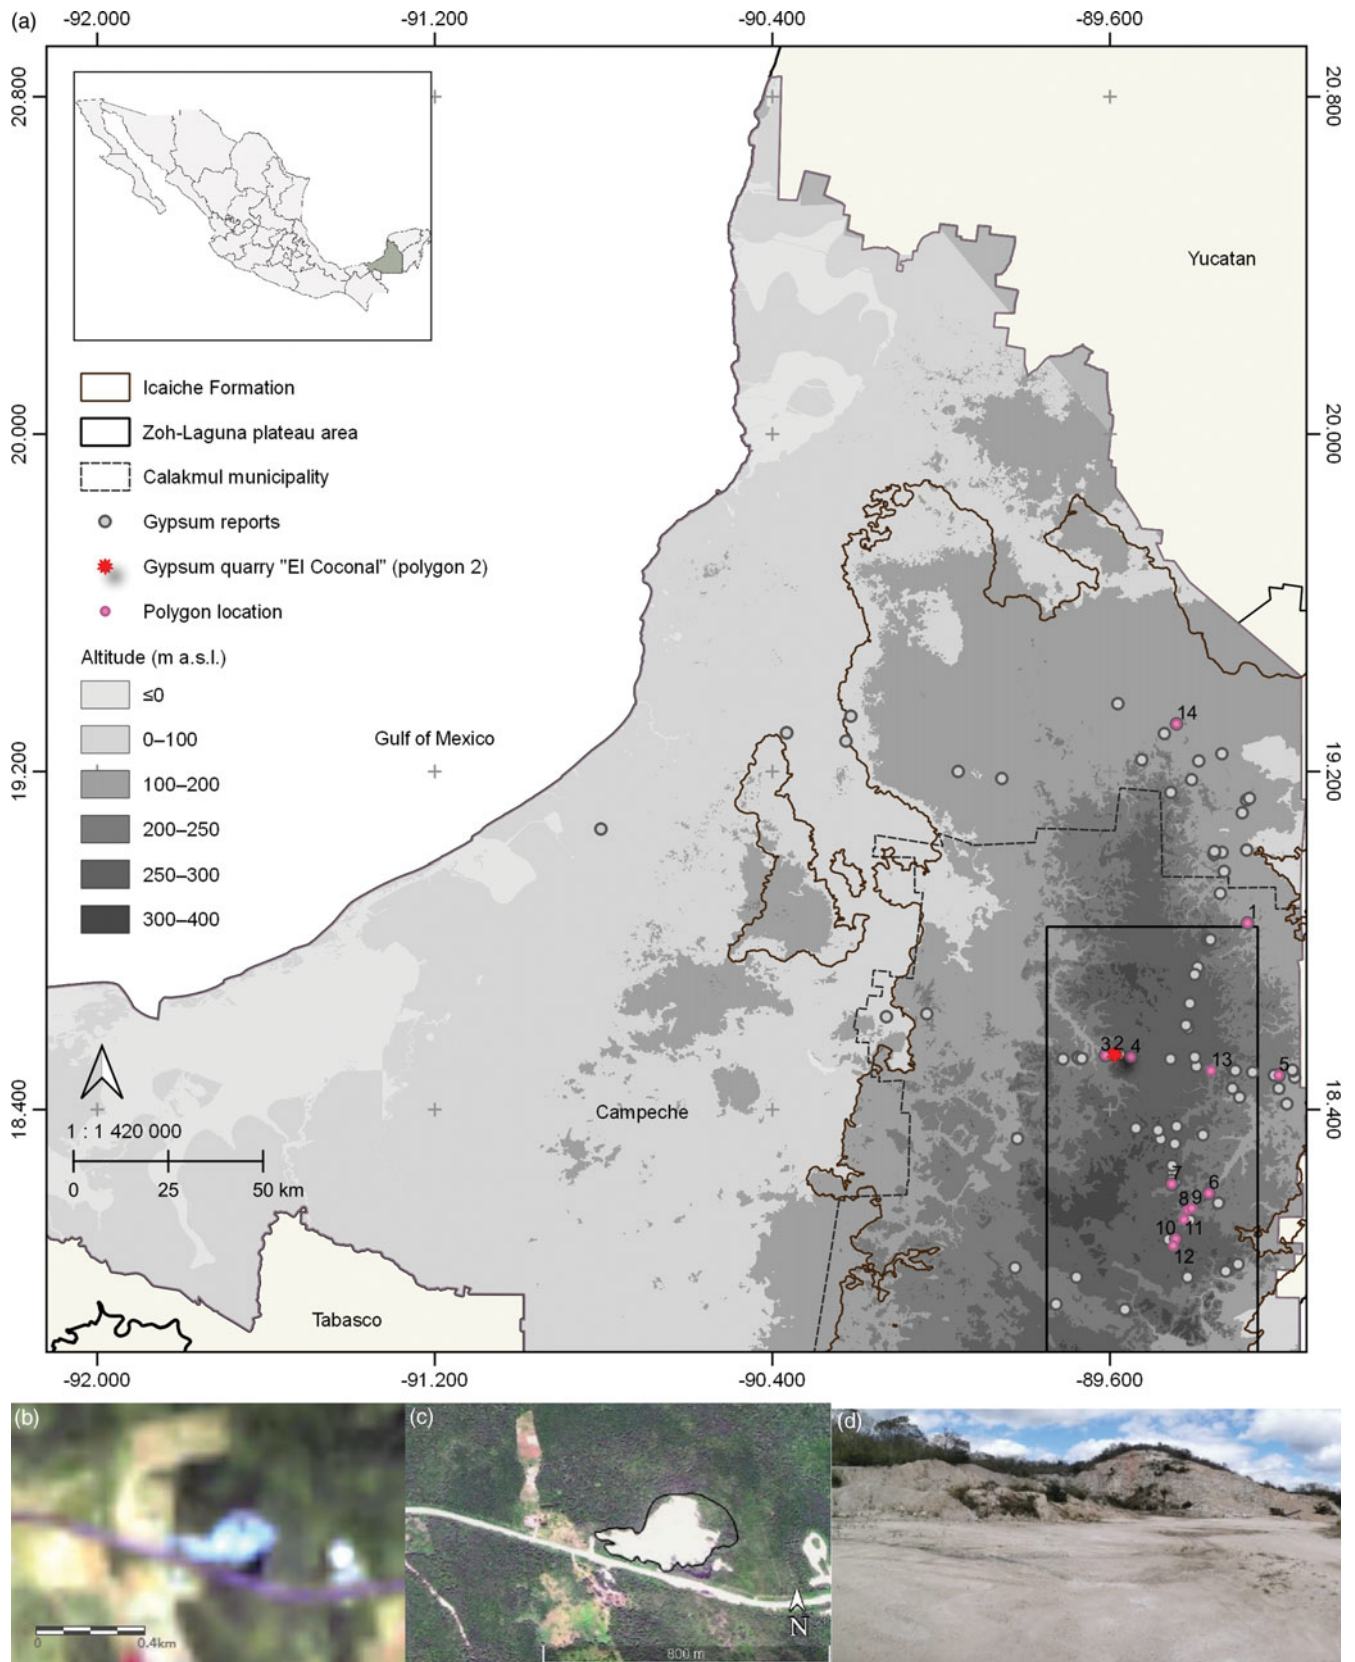 (a)
-92.000 -91.200 -90.400 -89.600
20.800 20.800
Yucatan
Icaiche Formation
Zoh-Laguna plateau area
20.000 20.000
Calakmul municipality
Gypsum reports
Gypsum quarry "El Coconal" (polygon 2)
Polygon location
Altitude (m a.s.l.)
≤0
14
0–100
Gulf of Mexico
19.200 19.200
100–200
200–250
250–300
300–400
1
3 2 4
13 5
18.400 18.400
Campeche
1 : 1 420 000
0 25 50 km
7 6
8 9
10 11
12
Tabasco
-92.000 -91.200 -90.400 -89.600
(b) (c) (d)
N
0 0.4km
800 m